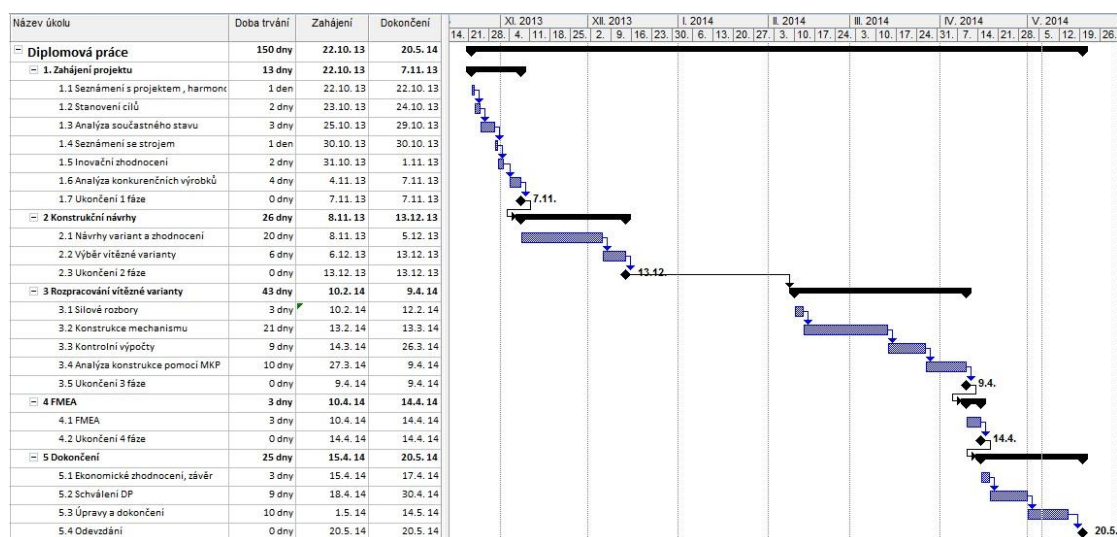 Název úkolu Doba trvání Zahájení Dokončení XI. 2013 XII. 2013 I. 2014 II. 2014 III. 2014 IV. 2014 V. 2014
14. 21. 28. 4. 11. 18. 25. 2. 9. 16. 23. 30. 6. 13. 20. 27. 3. 10. 17. 24. 3. 10. 17. 24. 31. 7. 14. 21. 28. 5. 12. 19. 26.
Diplomová práce 150 dny 22.10. 13 20.5. 14
1. Zahájení projektu 13 dny 22.10. 13 7.11. 13
1.1 Seznámení s projektem , harmono 1 den 22.10. 13 22.10. 13
1.2 Stanovení cílů 2 dny 23.10. 13 24.10. 13
1.3 Analýza součastného stavu 3 dny 25.10. 13 29.10. 13
1.4 Seznámení se strojem 1 den 30.10. 13 30.10. 13
1.5 Inovační zhodnocení 2 dny 31.10. 13 1.11. 13
1.6 Analýza konkurenčních výrobků 4 dny 4.11. 13 7.11. 13
1.7 Ukončení 1 fáze 0 dny 7.11. 13 7.11. 13 7.11.
2 Konstrukční návrhy 26 dny 8.11. 13 13.12. 13
2.1 Návrhy variant a zhodnocení 20 dny 8.11. 13 5.12. 13
2.2 Výběr vítězné varianty 6 dny 6.12. 13 13.12. 13
2.3 Ukončení 2 fáze 0 dny 13.12. 13 13.12. 13 13.12.
3 Rozpracování vítězné varianty 43 dny 10.2. 14 9.4. 14
3.1 Silové rozbory 3 dny 10.2. 14 12.2. 14
3.2 Konstrukce mechanismu 21 dny 13.2. 14 13.3. 14
3.3 Kontrolní výpočty 9 dny 14.3. 14 26.3. 14
3.4 Analýza konstrukce pomocí MKP 10 dny 27.3. 14 9.4. 14
3.5 Ukončení 3 fáze 0 dny 9.4. 14 9.4. 14 9.4.
4 FMEA 3 dny 10.4. 14 14.4. 14
4.1 FMEA 3 dny 10.4. 14 14.4. 14
4.2 Ukončení 4 fáze 0 dny 14.4. 14 14.4. 14 14.4.
5 Dokončení 25 dny 15.4. 14 20.5. 14
5.1 Ekonomické zhodnocení, závěr 3 dny 15.4. 14 17.4. 14
5.2 Schválení DP 9 dny 18.4. 14 30.4. 14
5.3 Úpravy a dokončení 10 dny 1.5. 14 14.5. 14
5.4 Odevzdání 0 dny 20.5. 14 20.5. 14 20.5.